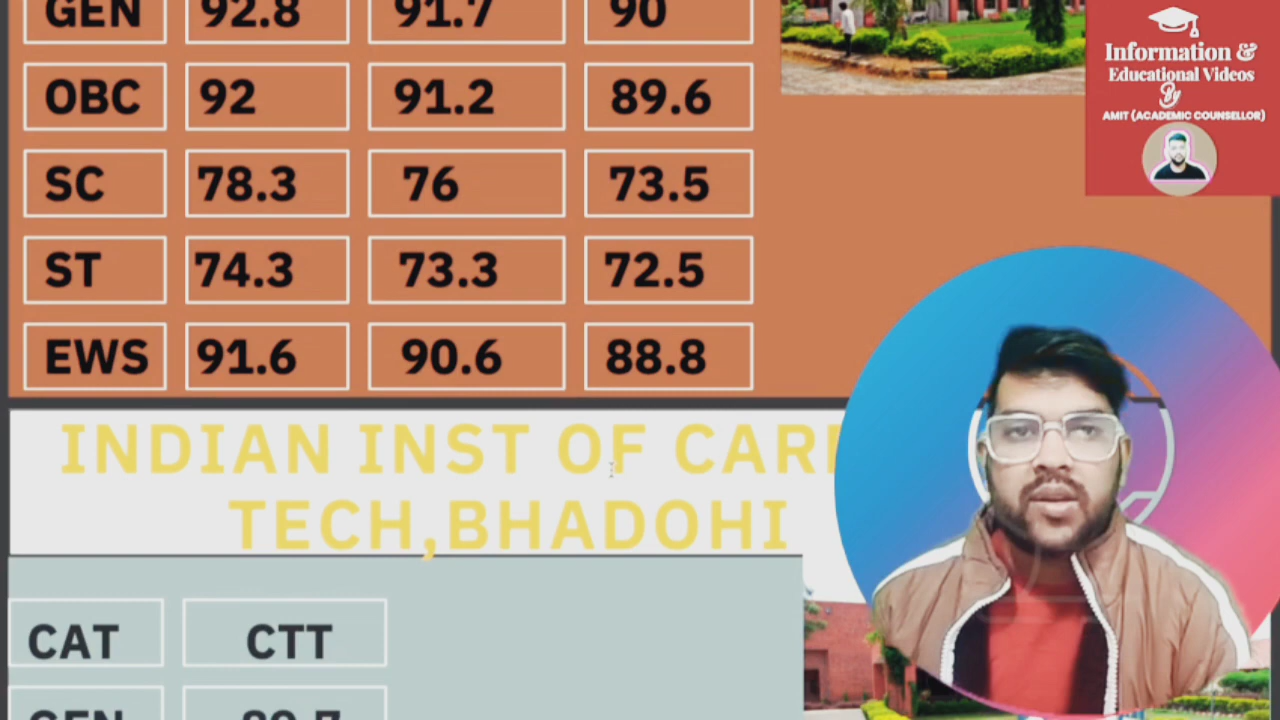 GEN 92.8 91.7 90
OBC 92 91.2 89.6
SC 78.3 76 73.5
ST 74.3 73.3 72.5
EWS 91.6 90.6 88.8
INDIAN INST OF
TECH,BHADOHI
CAT CTT
GEN
Information &
Educational Videos
By
AMIT (ACADEMIC COUNSELLOR)